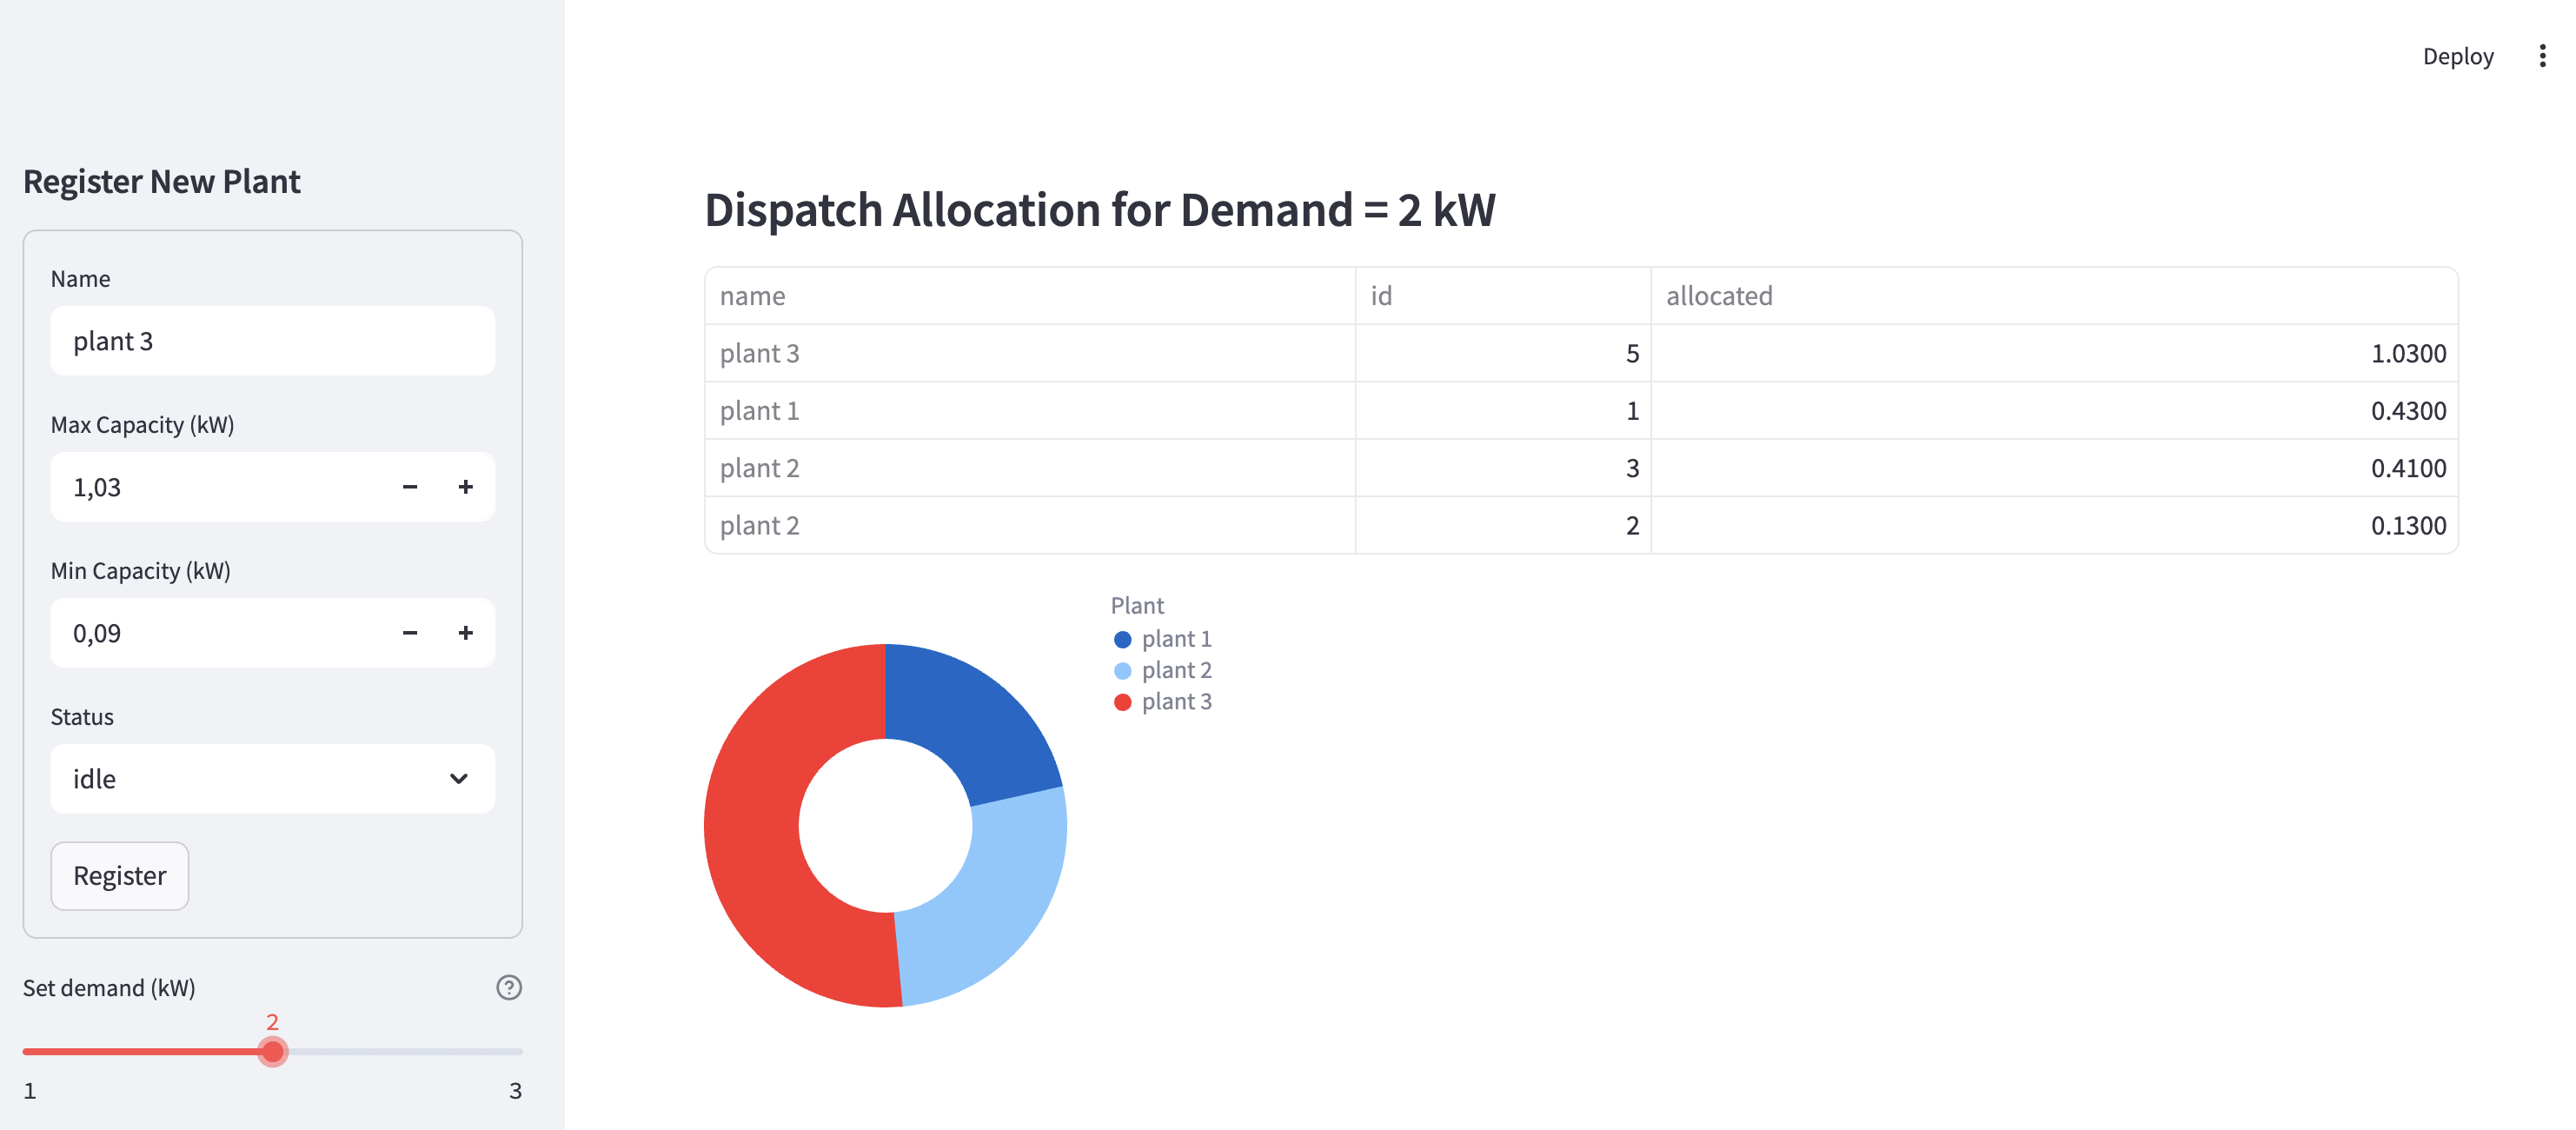 Deploy
Register New Plant
Name
plant 3
Max Capacity (kW)
1,03
Min Capacity (kW)
0,09
Status
idle
Register
Set demand (kW)
2
1 3
Dispatch Allocation for Demand = 2 kW
name id allocated
plant 3 5 1.0300
plant 1 1 0.4300
plant 2 3 0.4100
plant 2 2 0.1300
Plant
plant 1
plant 2
plant 3